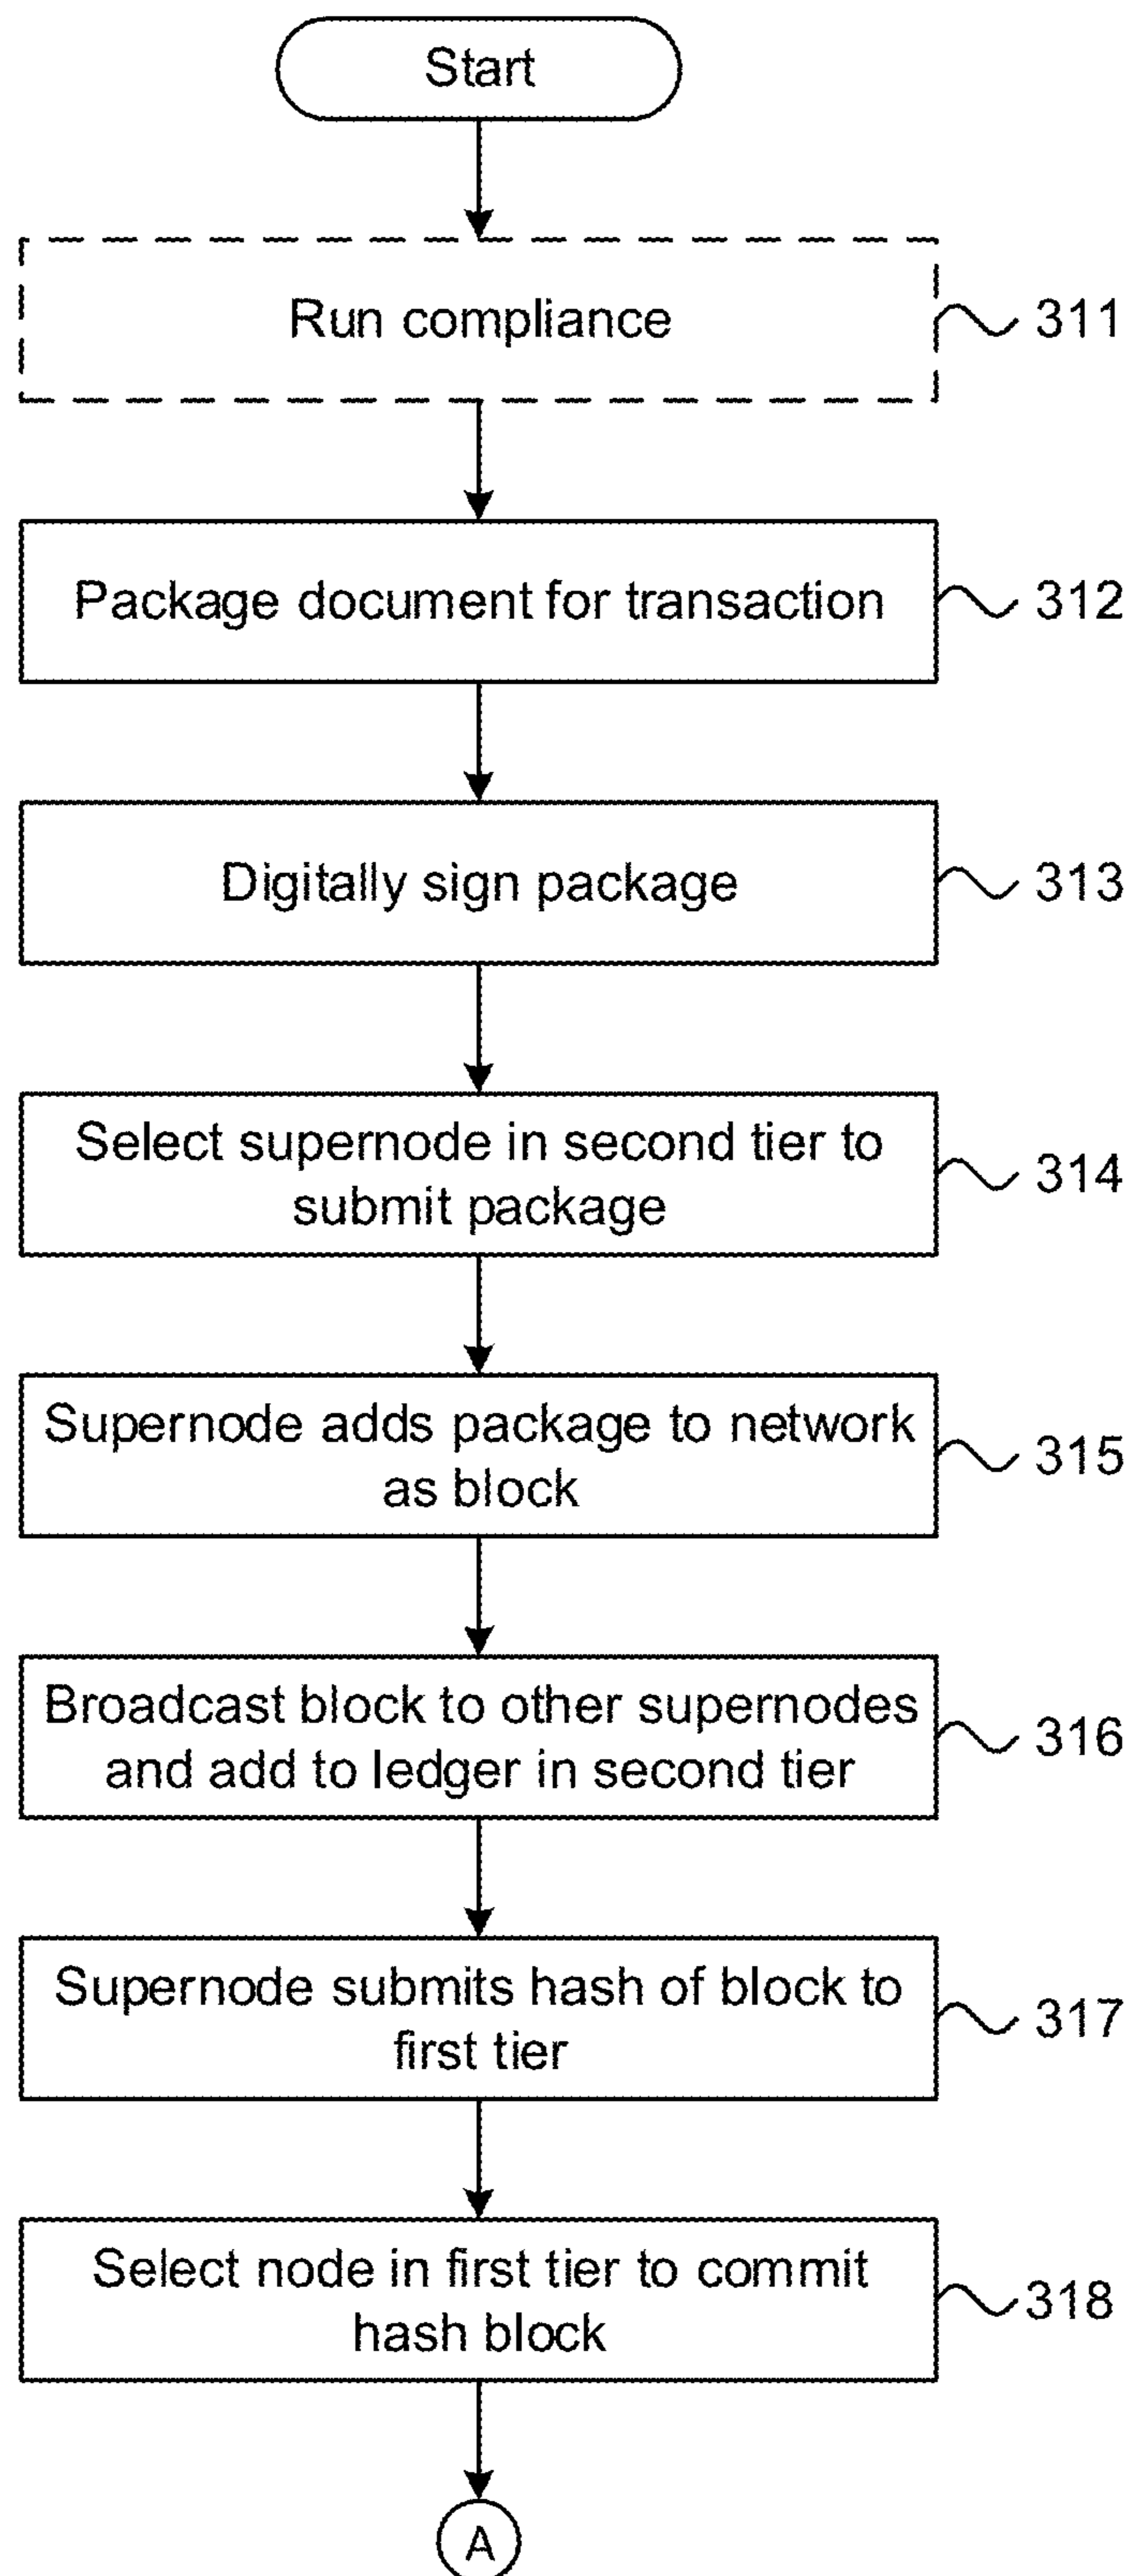 Start
Run compliance
311
Package document for transaction
312
Digitally sign package
313
Select supernode in second tier to
submit package
314
Supernode adds package to network
as block
315
Broadcast block to other supernodes
and add to ledger in second tier
316
Supernode submits hash of block to
first tier
317
Select node in first tier to commit
hash block
318
A